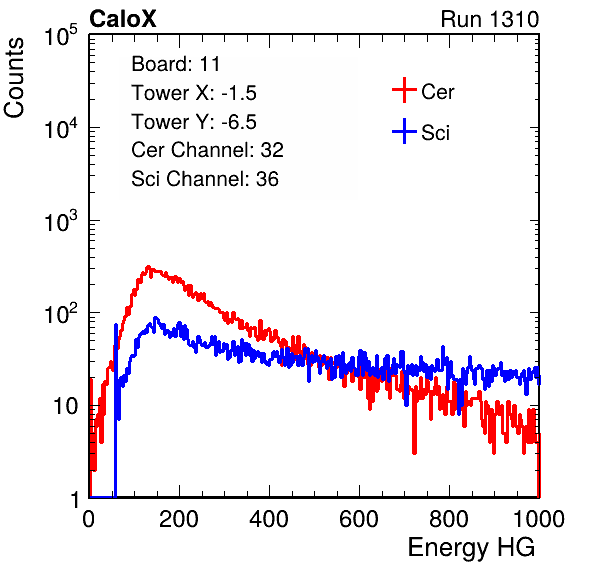 CaloX Run 1310
Counts
10^5
10^4
10^3
10^2
10
1
Board: 11
Tower X: -1.5
Tower Y: -6.5
Cer Channel: 32
Sci Channel: 36
Cer
Sci
0 200 400 600 800 1000
Energy HG